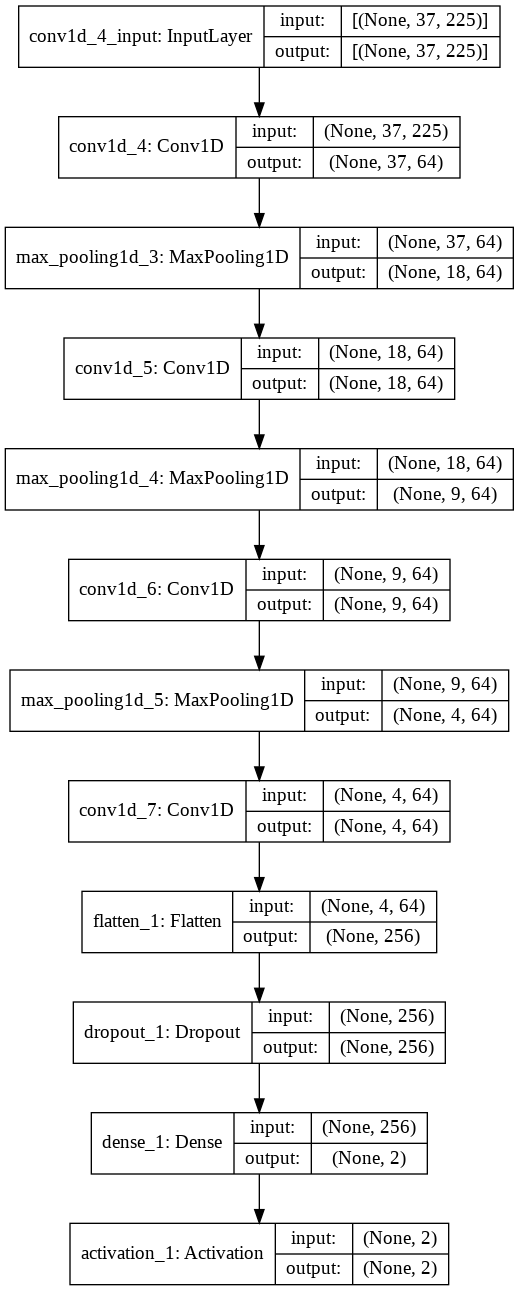 conv1d_4_input: InputLayer
input: [(None, 37, 225)]
output: [(None, 37, 225)]
conv1d_4: Conv1D
input: (None, 37, 225)
output: (None, 37, 64)
max_pooling1d_3: MaxPooling1D
input: (None, 37, 64)
output: (None, 18, 64)
conv1d_5: Conv1D
input: (None, 18, 64)
output: (None, 18, 64)
max_pooling1d_4: MaxPooling1D
input: (None, 18, 64)
output: (None, 9, 64)
conv1d_6: Conv1D
input: (None, 9, 64)
output: (None, 9, 64)
max_pooling1d_5: MaxPooling1D
input: (None, 9, 64)
output: (None, 4, 64)
conv1d_7: Conv1D
input: (None, 4, 64)
output: (None, 4, 64)
flatten_1: Flatten
input: (None, 4, 64)
output: (None, 256)
dropout_1: Dropout
input: (None, 256)
output: (None, 256)
dense_1: Dense
input: (None, 256)
output: (None, 2)
activation_1: Activation
input: (None, 2)
output: (None, 2)